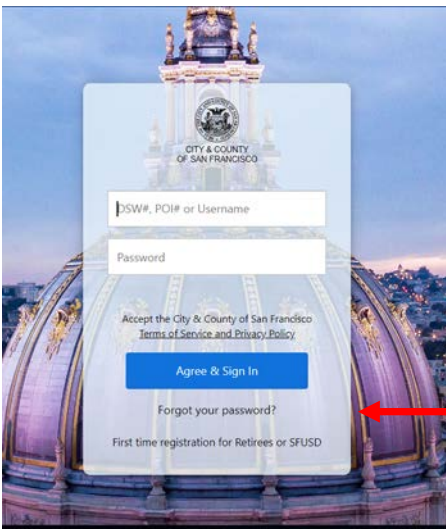 CITY & COUNTY
OF SAN FRANCISCO
DSW#, POI# or Username
Password
Accept the City & County of San Francisco
Terms of Service and Privacy Policy
Agree & Sign In
Forgot your password?
First time registration for Retirees or SFUSD